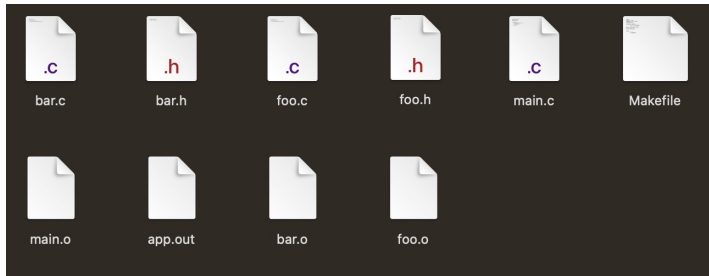 .c
.h
.c
.h
.c
bar.c
bar.h
foo.c
foo.h
main.c
Makefile
main.o
app.out
bar.o
foo.o